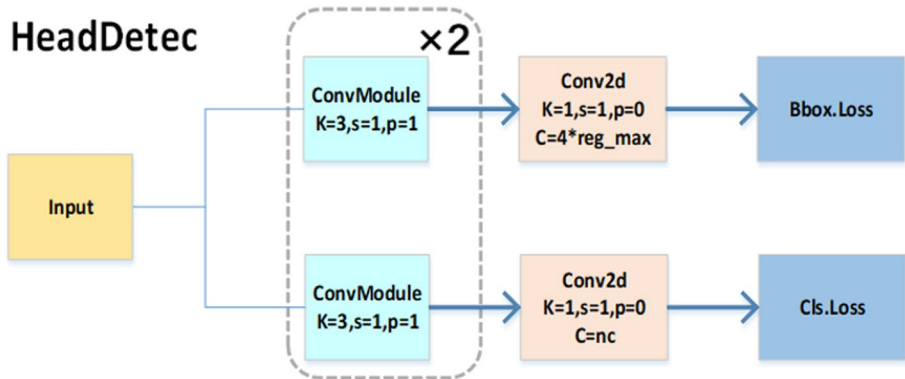 HeadDetec
×2
ConvModule
K=3,s=1,p=1
Conv2d
K=1,s=1,p=0
C=4*reg_max
Bbox.Loss
Input
ConvModule
K=3,s=1,p=1
Conv2d
K=1,s=1,p=0
C=nc
Cls.Loss